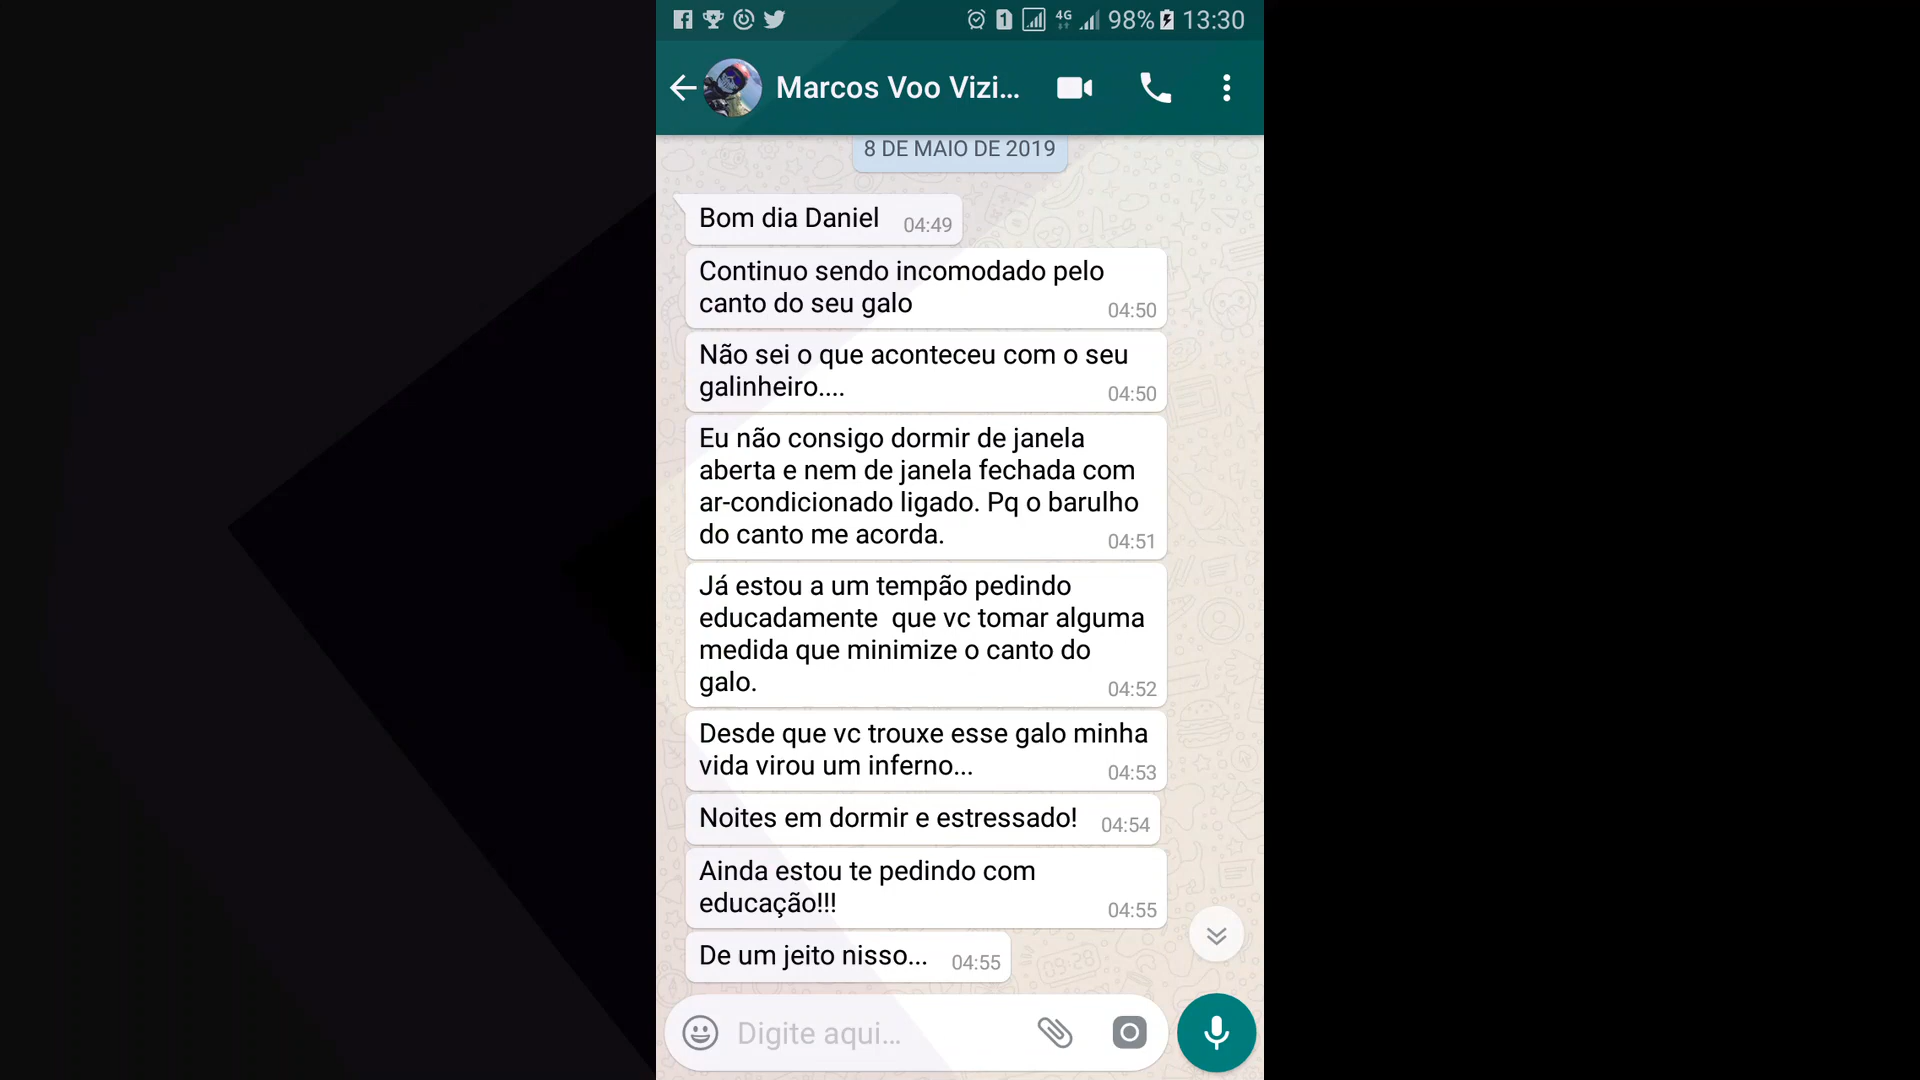 4G 98% 13:30
Marcos Voo Vizi...
8 DE MAIO DE 2019
Bom dia Daniel 04:49
Continuo sendo incomodado pelo
canto do seu galo 04:50
Não sei o que aconteceu com o seu
galinheiro.... 04:50
Eu não consigo dormir de janela
aberta e nem de janela fechada com
ar-condicionado ligado. Pq o barulho
do canto me acorda. 04:51
Já estou a um tempão pedindo
educadamente  que vc tomar alguma
medida que minimize o canto do
galo. 04:52
Desde que vc trouxe esse galo minha
vida virou um inferno... 04:53
Noites em dormir e estressado! 04:54
Ainda estou te pedindo com
educação!!! 04:55
De um jeito nisso... 04:55
Digite aqui...